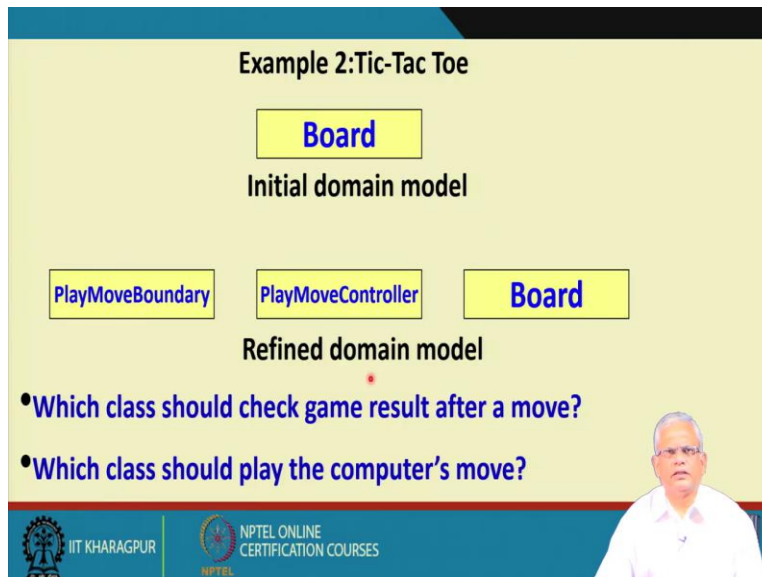 Example 2:Tic-Tac Toe
Board
Initial domain model
PlayMoveBoundary
PlayMoveController
Board
Refined domain model
•Which class should check game result after a move?
•Which class should play the computer's move?
IIT KHARAGPUR
NPTEL
NPTEL ONLINE
CERTIFICATION COURSES